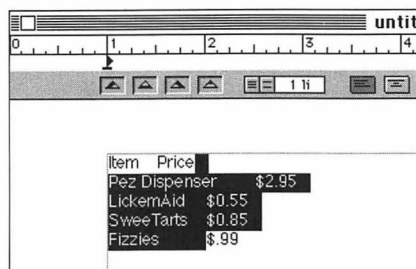 untit
0 1 2 3 4
1 li
Item Price
Pez Dispenser $2.95
LickemAid $0.55
SweeTarts $0.85
Fizzies $.99